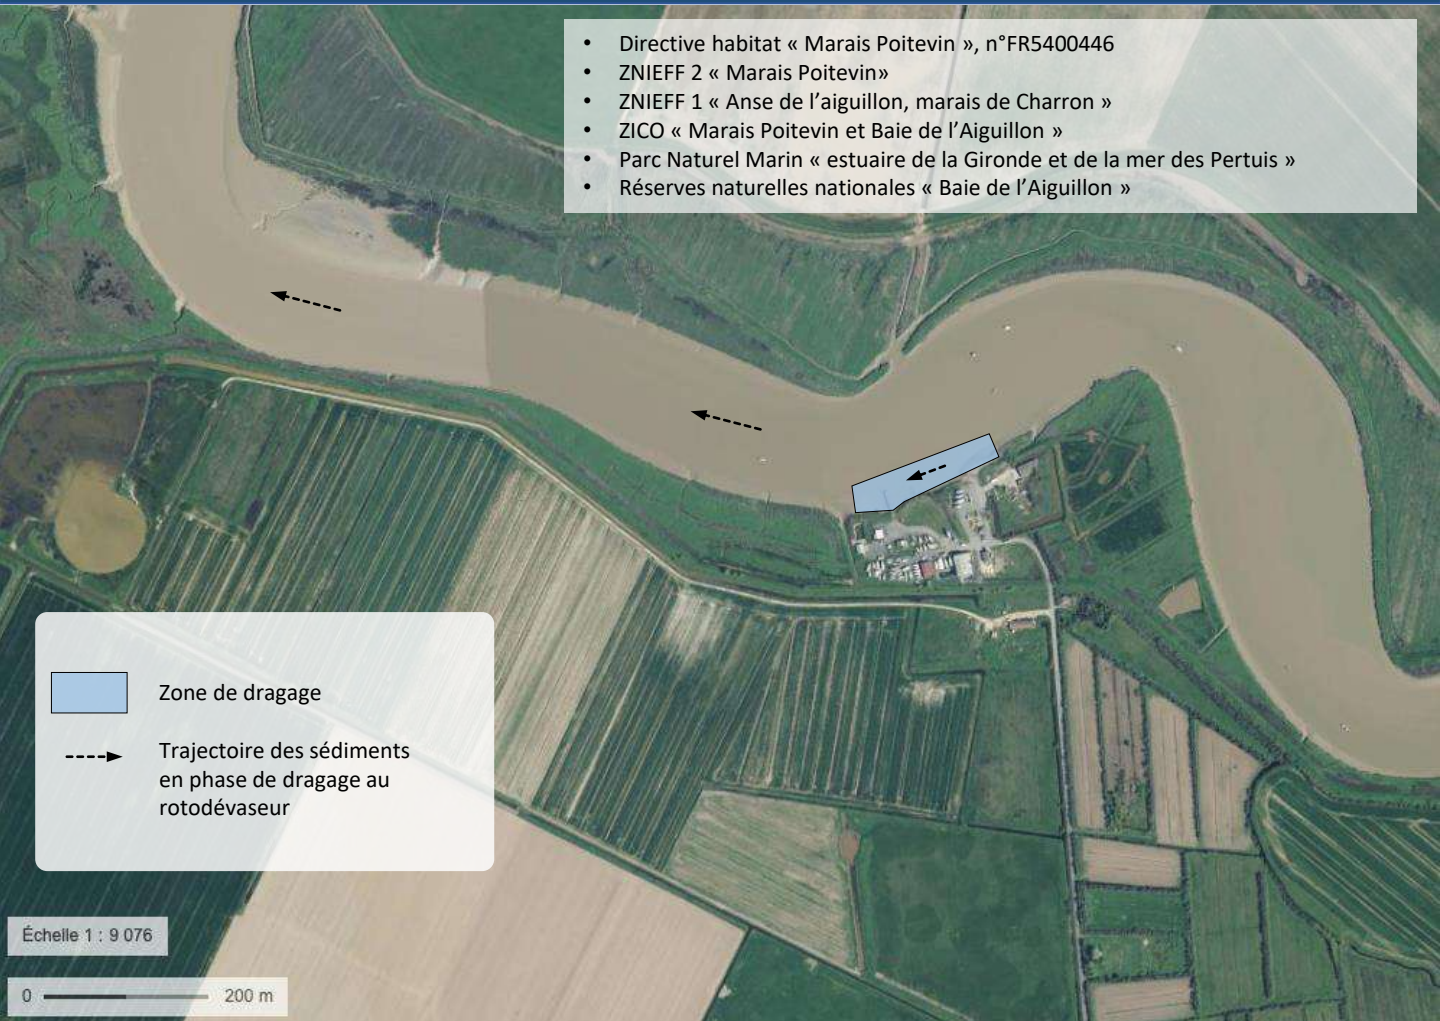 • Directive habitat « Marais Poitevin », n°FR5400446
• ZNIEFF 2 « Marais Poitevin»
• ZNIEFF 1 « Anse de l'aiguillon, marais de Charron »
• ZICO « Marais Poitevin et Baie de l'Aiguillon »
• Parc Naturel Marin « estuaire de la Gironde et de la mer des Pertuis »
• Réserves naturelles nationales « Baie de l'Aiguillon »
Zone de dragage
Trajectoire des sédiments
en phase de dragage au
rotodévaseur
Échelle 1 : 9 076
0 200 m